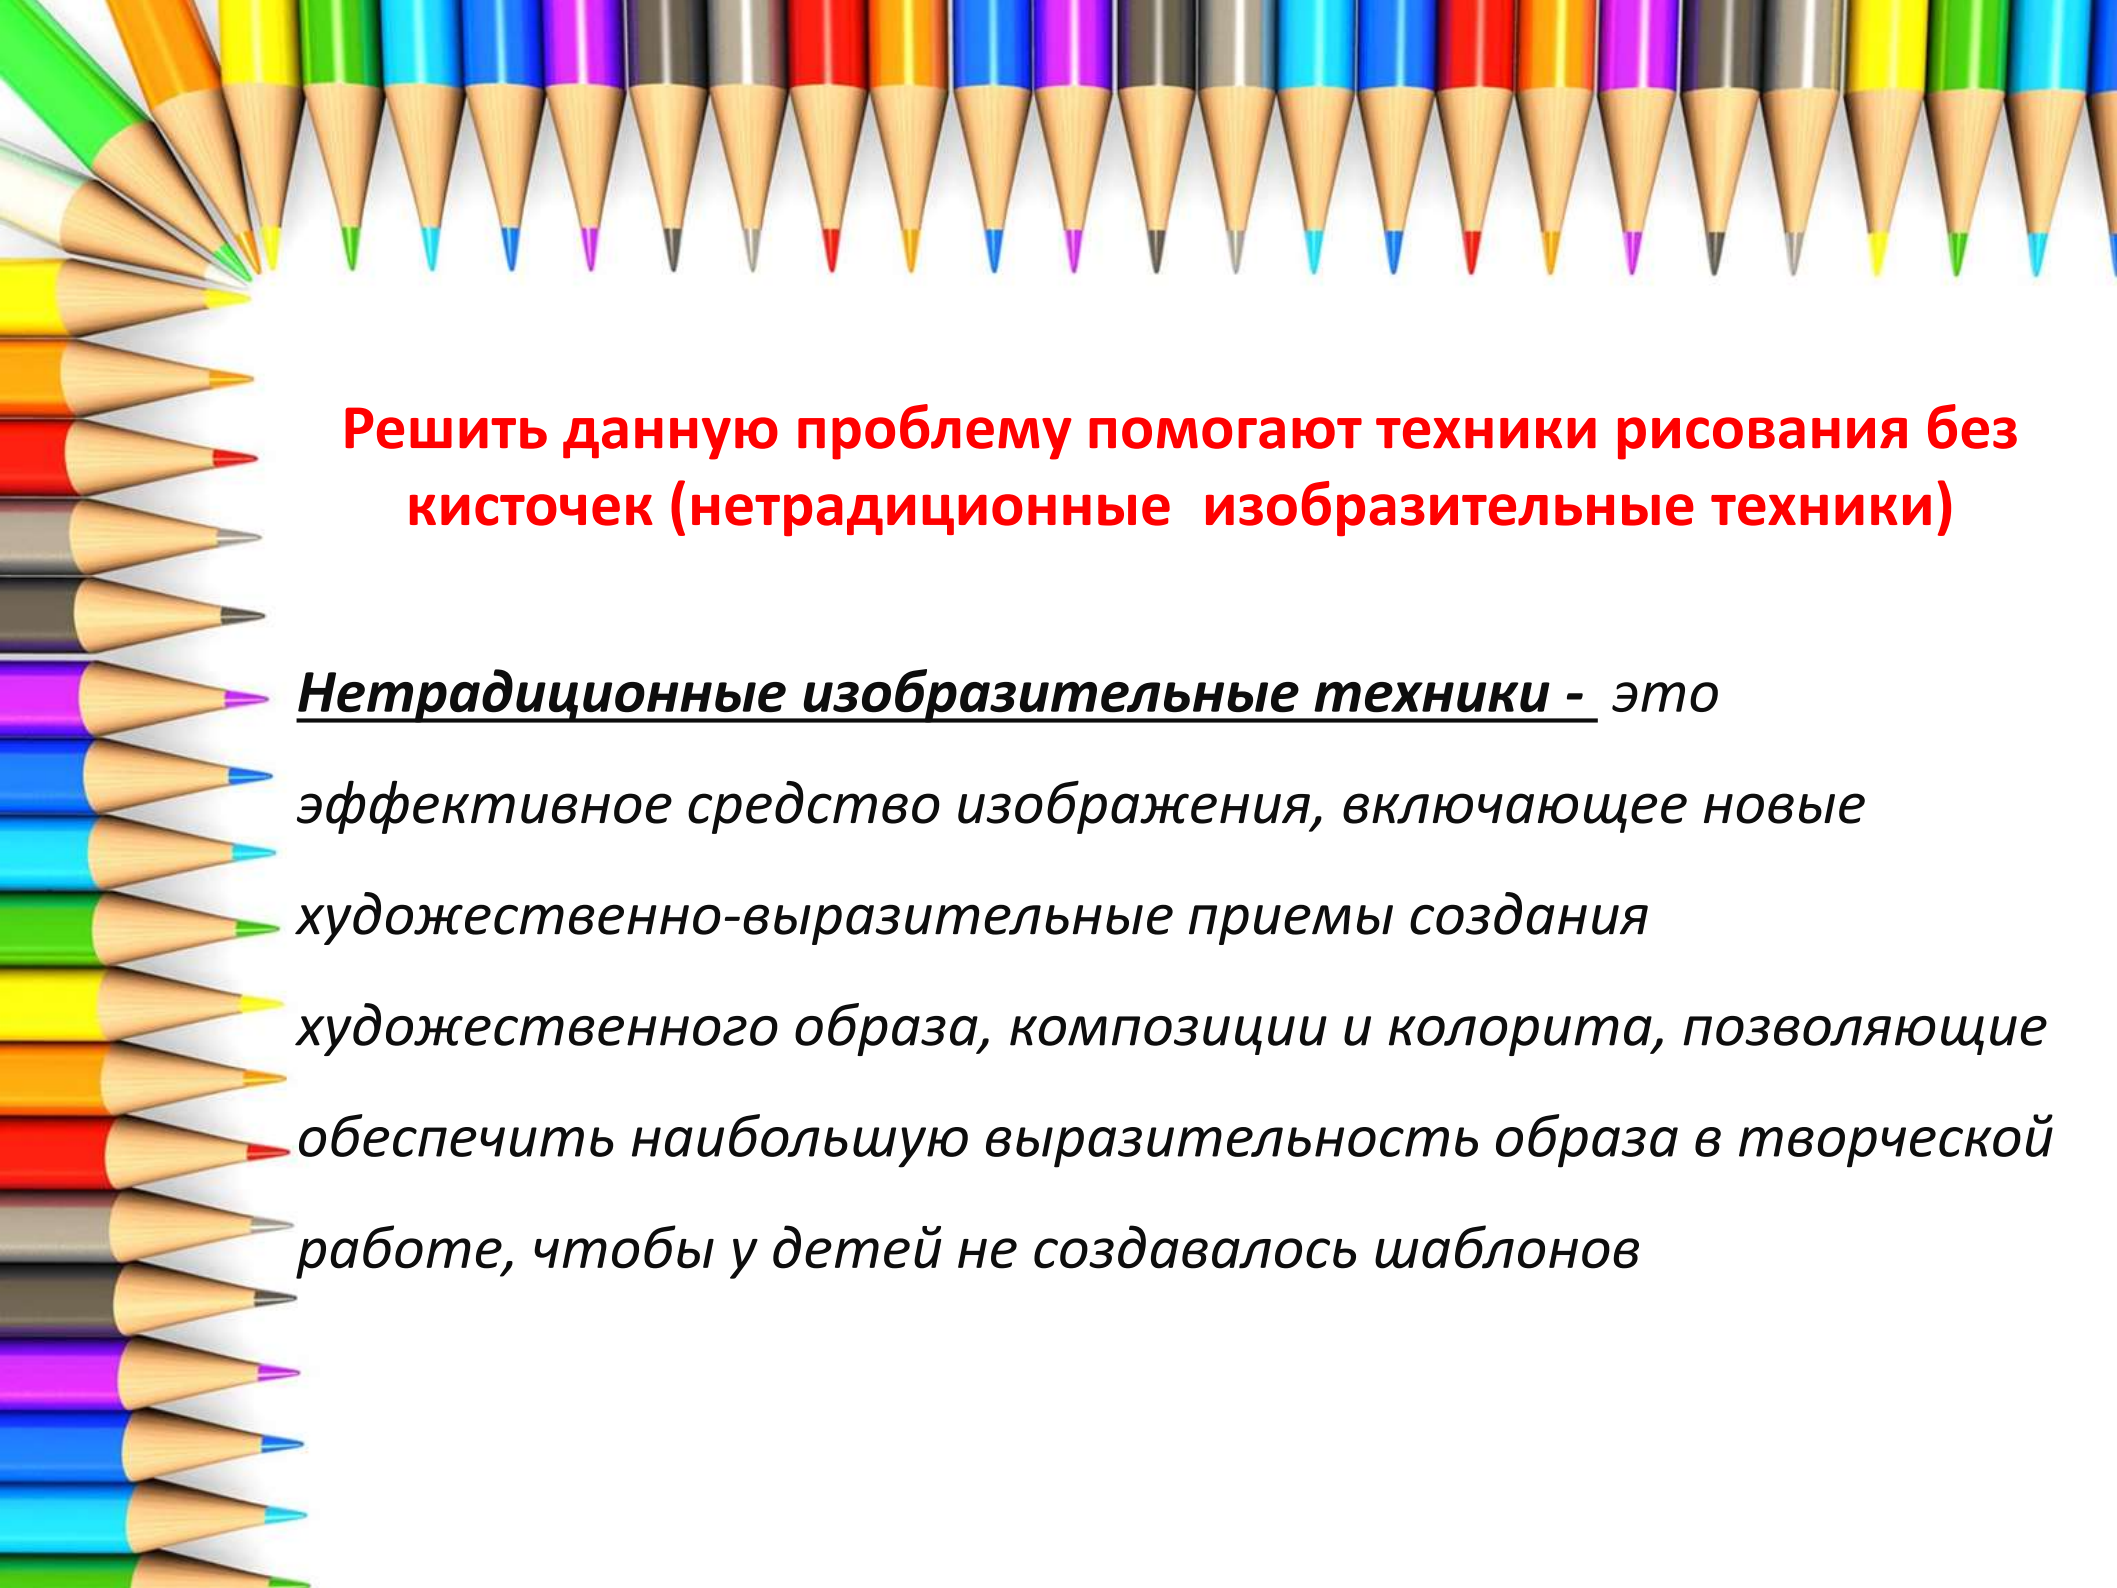 Решить данную проблему помогают техники рисования без
кисточек (нетрадиционные  изобразительные техники)
Нетрадиционные изобразительные техники -  это
эффективное средство изображения, включающее новые
художественно-выразительные приемы создания
художественного образа, композиции и колорита, позволяющие
обеспечить наибольшую выразительность образа в творческой
работе, чтобы у детей не создавалось шаблонов